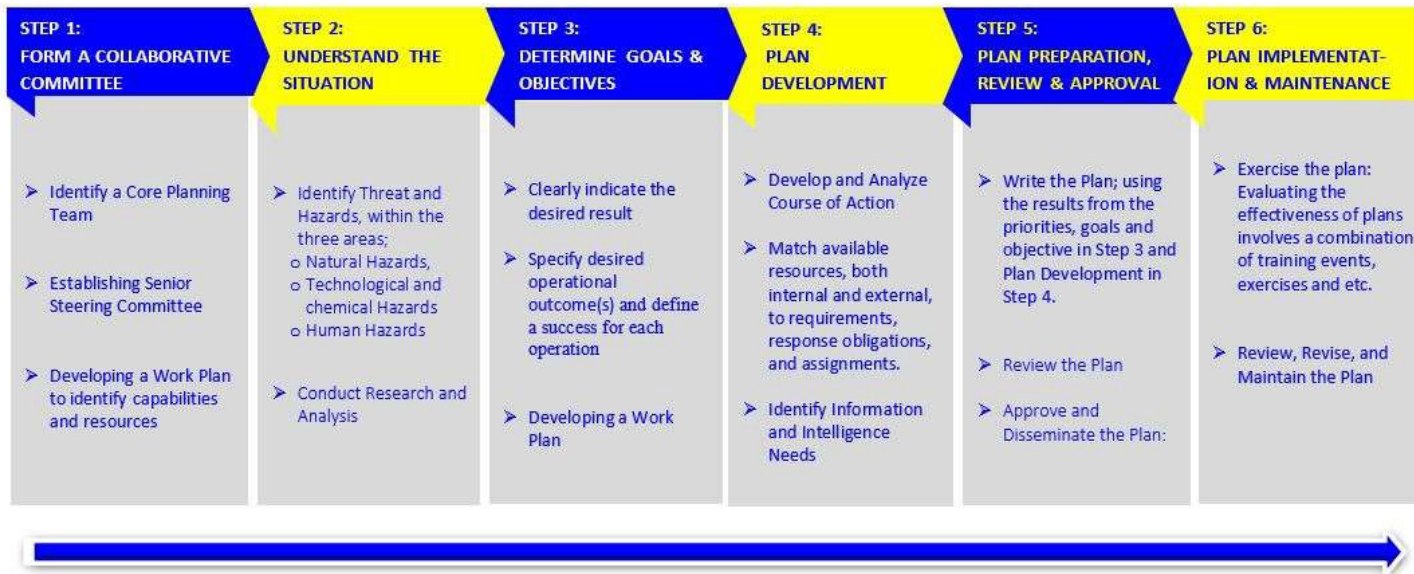 STEP 1:
FORM A COLLABORATIVE
COMMITTEE
➢ Identify a Core Planning
Team
➢ Establishing Senior
Steering Committee
➢ Developing a Work Plan
to identify capabilities
and resources
STEP 2:
UNDERSTAND THE
SITUATION
➢ Identify Threat and
Hazards, within the
three areas;
o Natural Hazards,
o Technological and
chemical Hazards
o Human Hazards
➢ Conduct Research and
Analysis
STEP 3:
DETERMINE GOALS &
OBJECTIVES
➢ Clearly indicate the
desired result
➢ Specify desired
operational
outcome(s) and define
a success for each
operation
➢ Developing a Work
Plan
STEP 4:
PLAN
DEVELOPMENT
➢ Develop and Analyze
Course of Action
➢ Match available
resources, both
internal and external,
to requirements,
response obligations,
and assignments.
➢ Identify Information
and Intelligence
Needs
STEP 5:
PLAN PREPARATION,
REVIEW & APPROVAL
➢ Write the Plan; using
the results from the
priorities, goals and
objective in Step 3 and
Plan Development in
Step 4.
➢ Review the Plan
➢ Approve and
Disseminate the Plan:
STEP 6:
PLAN IMPLEMENTAT-
ION & MAINTENANCE
➢ Exercise the plan:
Evaluating the
effectiveness of plans
involves a combination
of training events,
exercises and etc.
➢ Review, Revise, and
Maintain the Plan